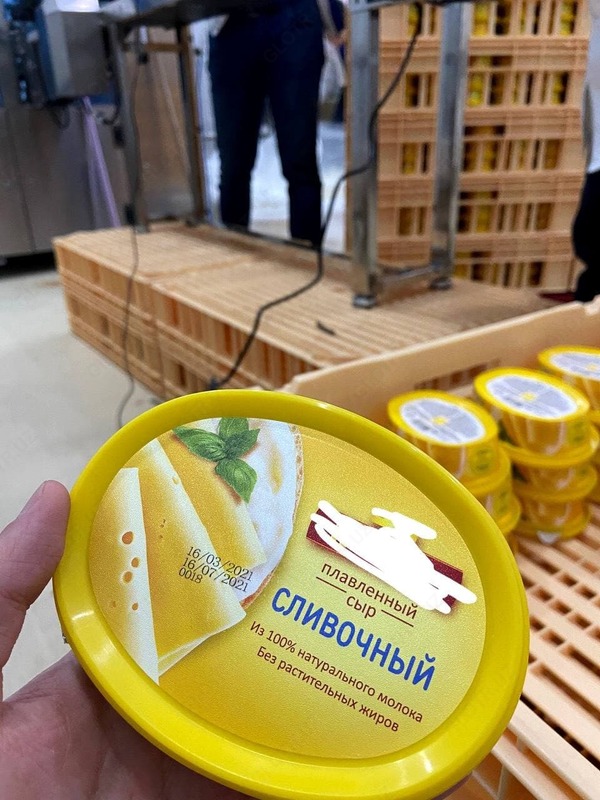 16/03/2021
16/07/2021
0018
плавленный
сыр
СЛИВОЧНЫЙ
Из 100% натурального молока
Без растительных жиров